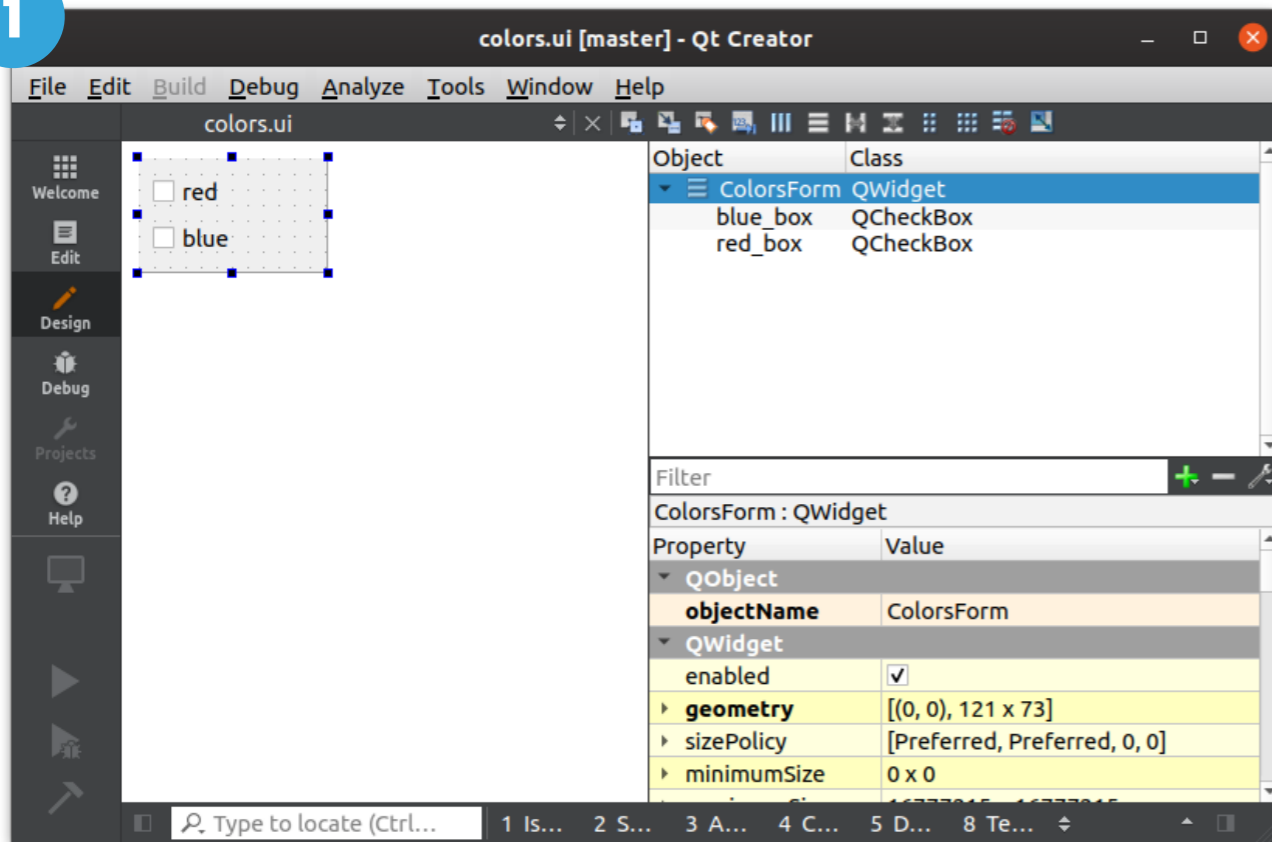 1
colors.ui [master] - Qt Creator
File Edit Build Debug Analyze Tools Window Help
colors.ui
Welcome
Edit
Design
Debug
Projects
Help
red
blue
Object Class
ColorsForm QWidget
blue_box QCheckBox
red_box QCheckBox
Filter
ColorsForm : QWidget
Property Value
QObject
objectName ColorsForm
QWidget
enabled
geometry [(0, 0), 121 x 73]
sizePolicy [Preferred, Preferred, 0, 0]
minimumSize 0 x 0
Type to locate (Ctrl... 1 Is... 2 S... 3 A... 4 C... 5 D... 8 Te...